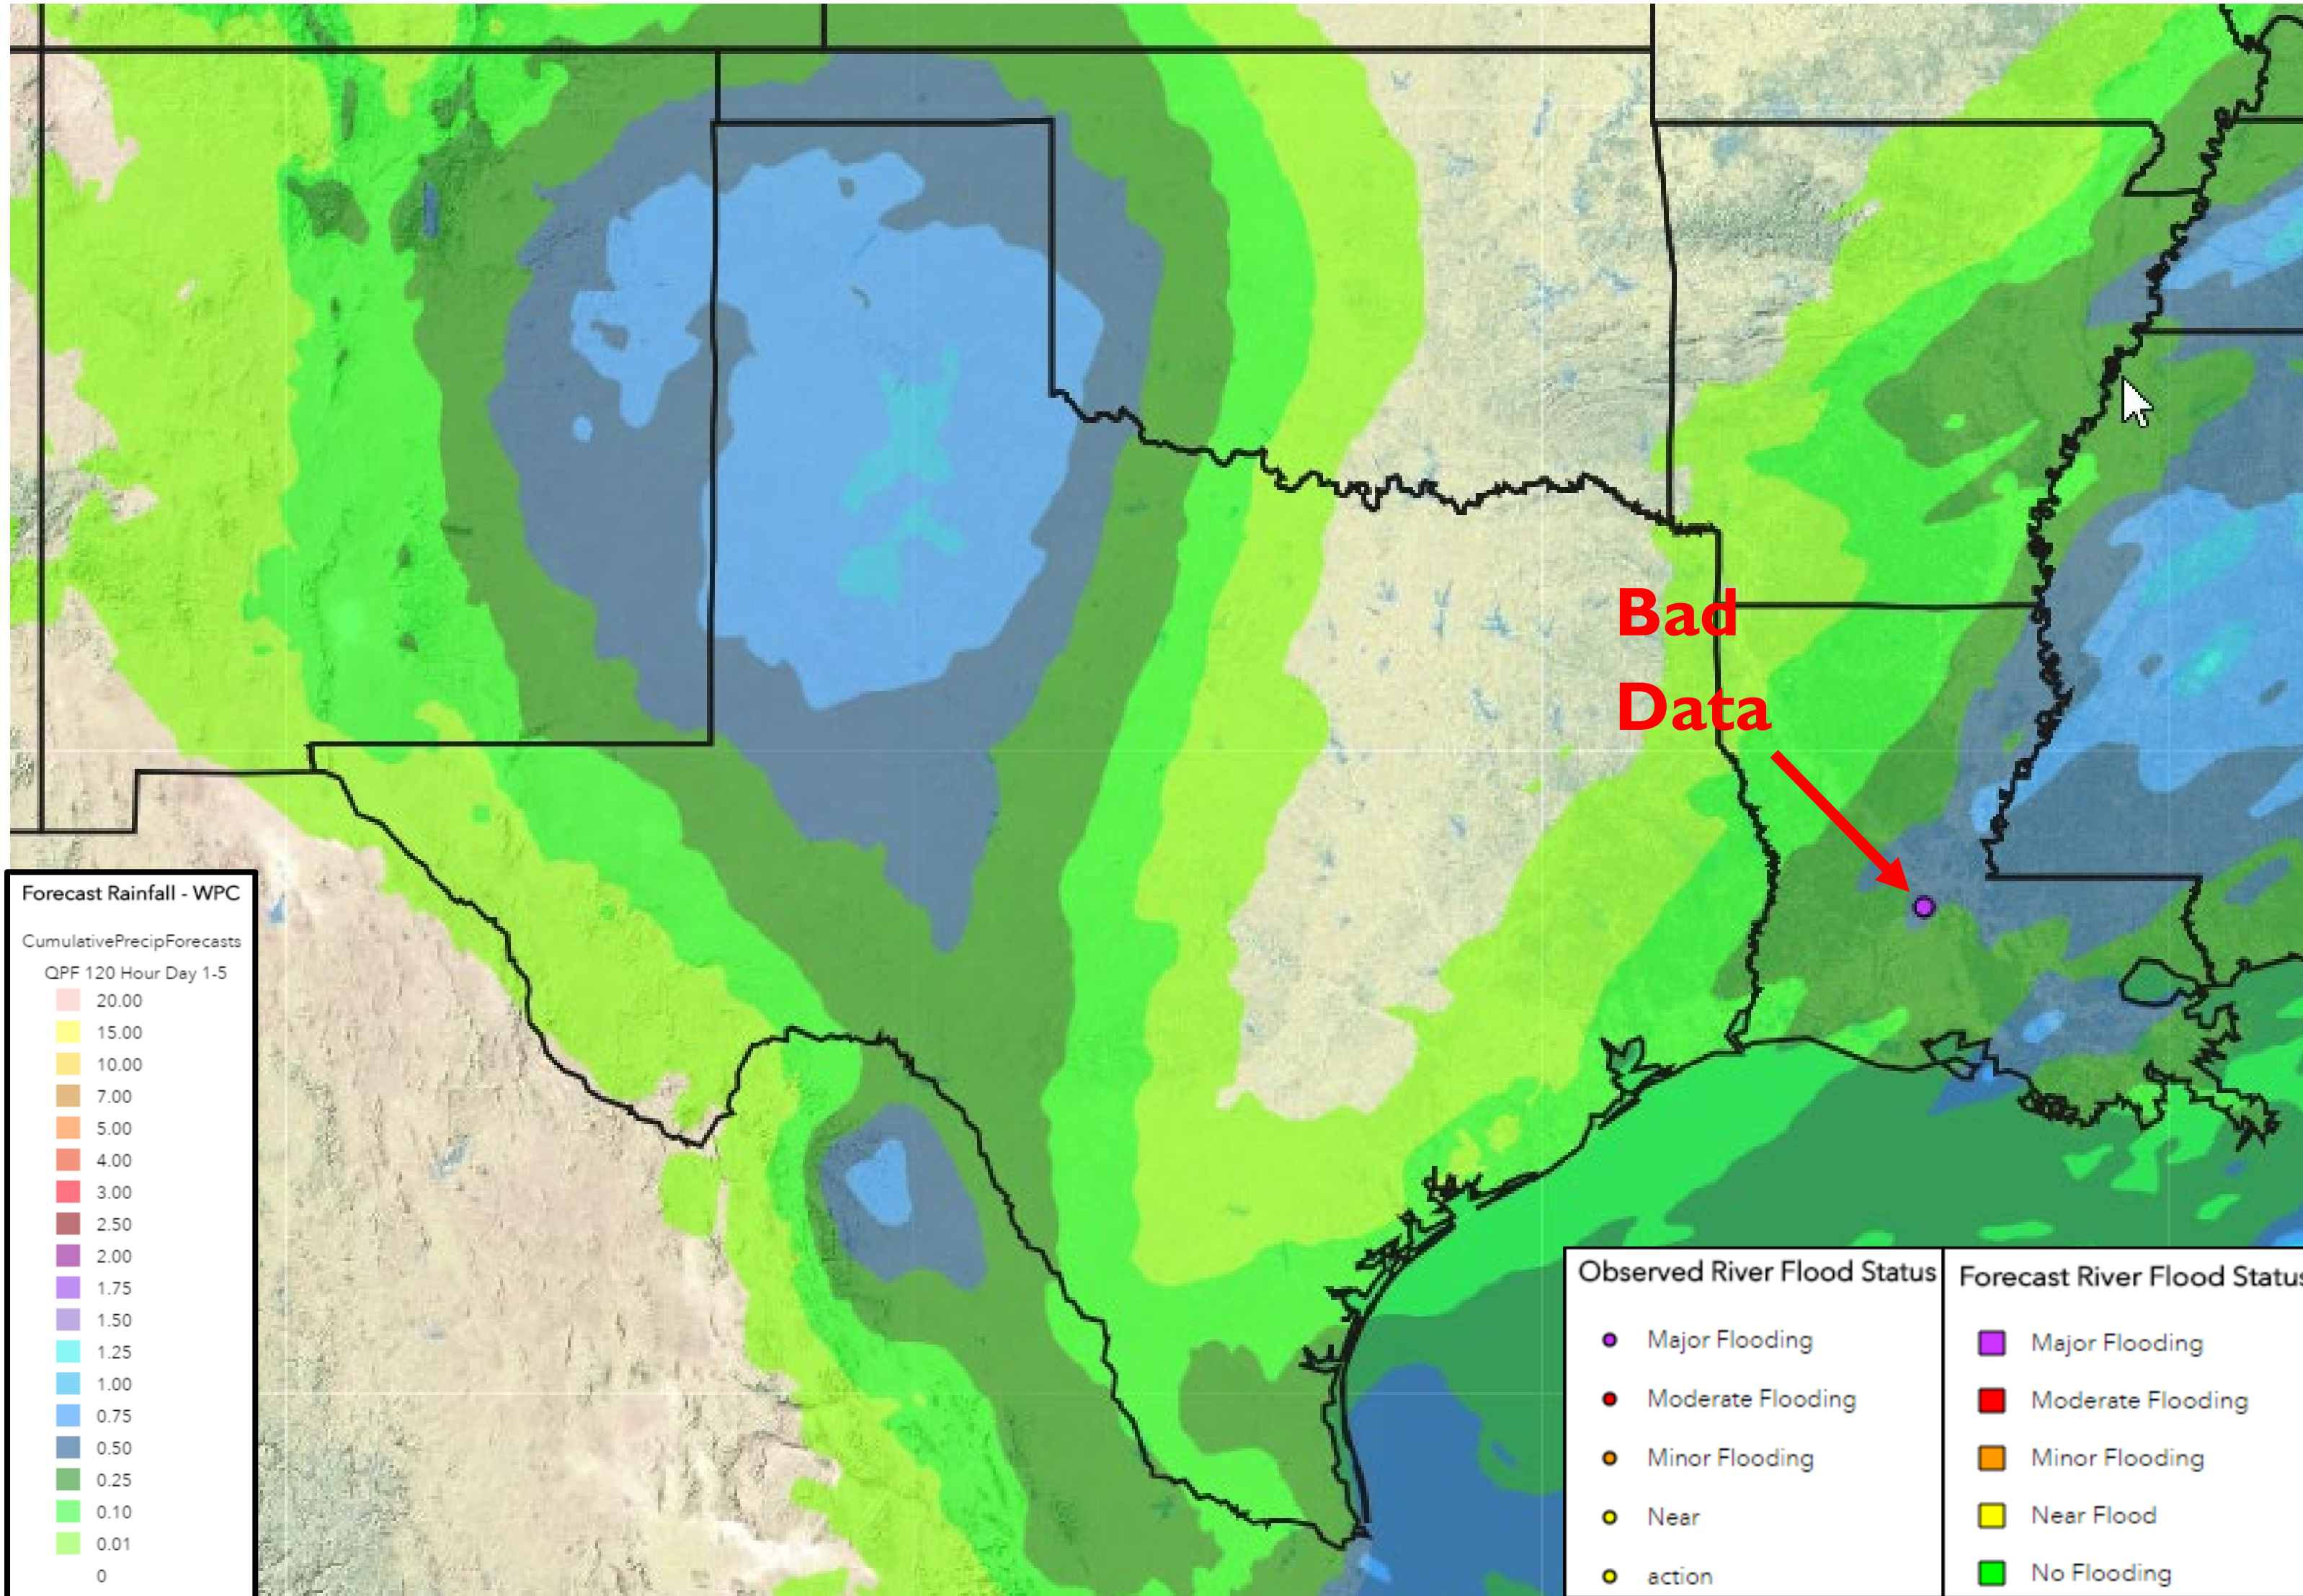 Bad
Data
Forecast Rainfall - WPC
CumulativePrecipForecasts
QPF 120 Hour Day 1-5
20.00
15.00
10.00
7.00
5.00
4.00
3.00
2.50
2.00
1.75
1.50
1.25
1.00
0.75
0.50
0.25
0.10
0.01
0
Observed River Flood Status
Major Flooding
Moderate Flooding
Minor Flooding
Near
action
Forecast River Flood Status
Major Flooding
Moderate Flooding
Minor Flooding
Near Flood
No Flooding